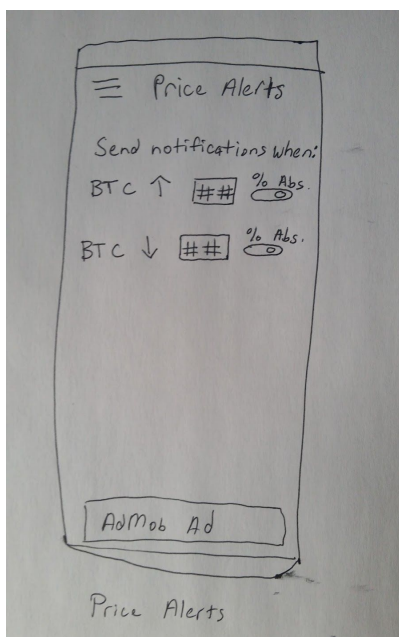 Price Alerts
Send notifications when:
BTC ↑ ## % Abs.
BTC ↓ ## % Abs.
AdMob Ad
Price Alerts